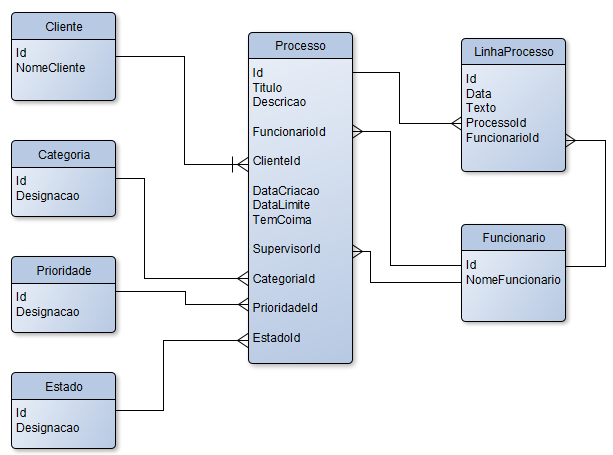 Cliente
Id
NomeCliente
Categoria
Id
Designacao
Prioridade
Id
Designacao
Estado
Id
Designacao
Processo
Id
Titulo
Descricao
FuncionarioId
ClienteId
DataCriacao
DataLimite
TemCoima
SupervisorId
CategoriaId
PrioridadeId
EstadoId
LinhaProcesso
Id
Data
Texto
ProcessoId
FuncionarioId
Funcionario
Id
NomeFuncionario